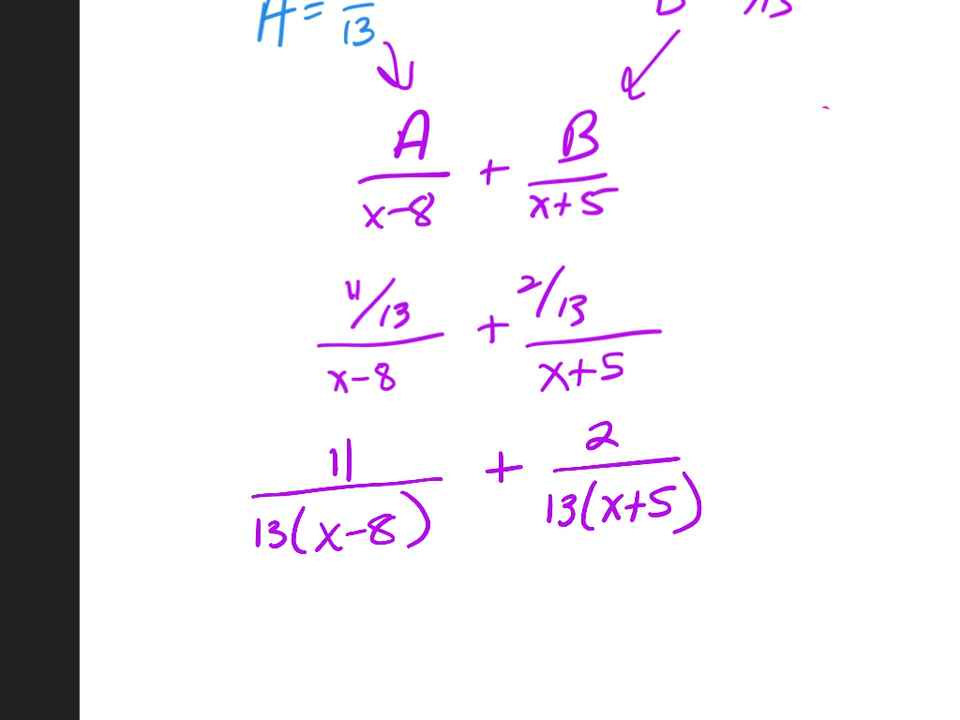 A = /13
A/(x-8) + B/(x+5)
(11/13)/(x-8) + (2/13)/(x+5)
11/(13(x-8)) + 2/(13(x+5))